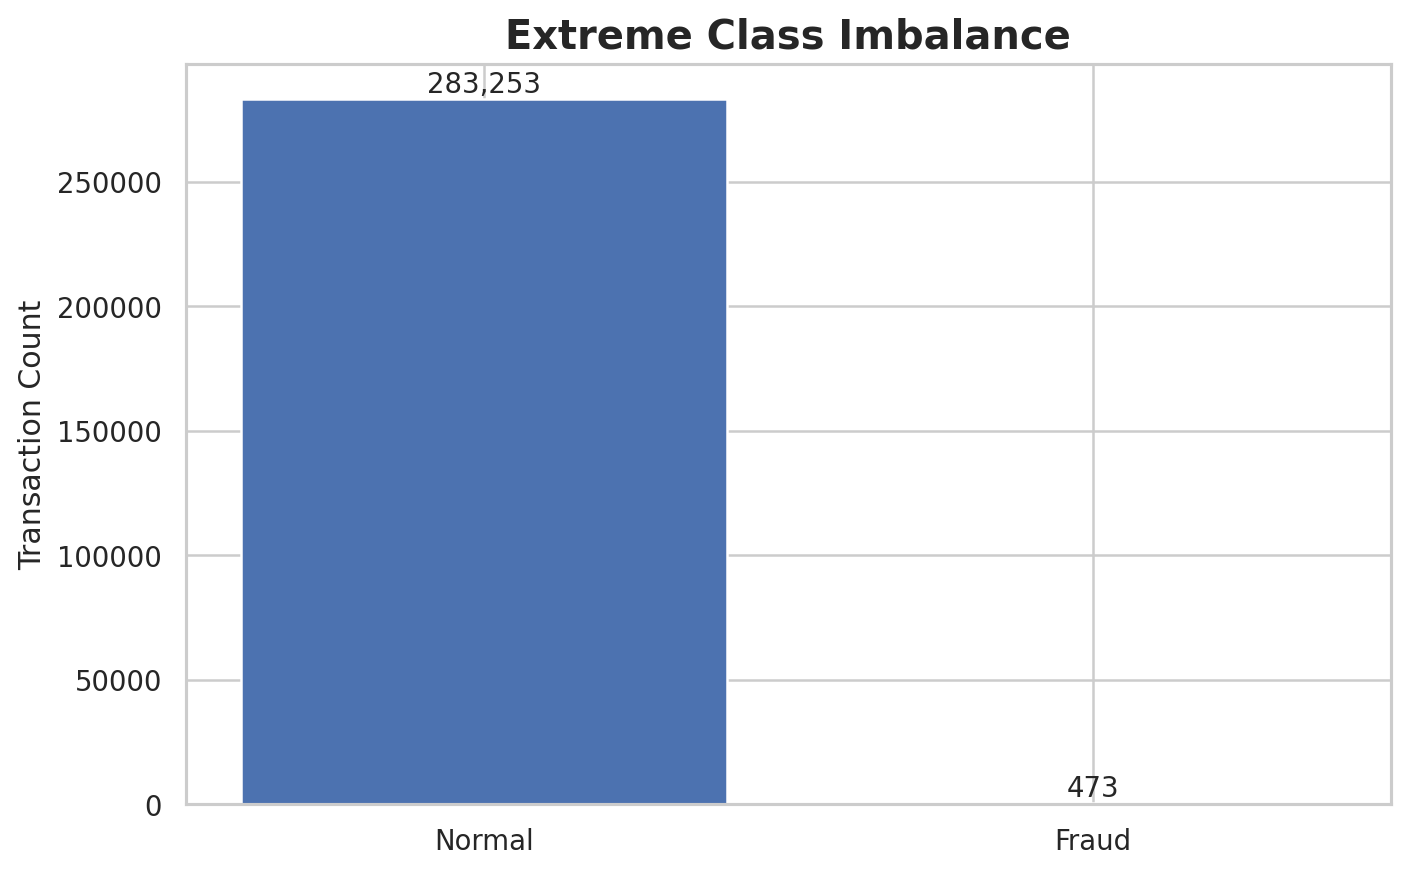 Extreme Class Imbalance
283,253
250000
200000
150000
100000
50000
0
Transaction Count
473
Normal
Fraud